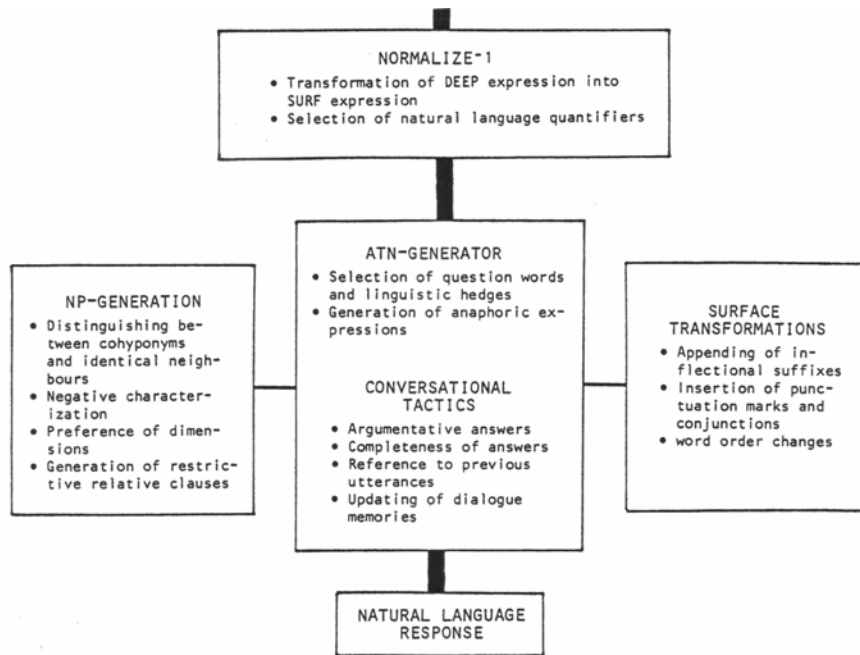 NORMALIZE-1
• Transformation of DEEP expression into
SURF expression
• Selection of natural language quantifiers
ATN-GENERATOR
• Selection of question words
and linguistic hedges
• Generation of anaphoric ex-
pressions
CONVERSATIONAL
TACTICS
• Argumentative answers
• Completeness of answers
• Reference to previous
utterances
• Updating of dialogue
memories
NP-GENERATION
• Distinguishing be-
tween cohyponyms
and identical neigh-
bours
• Negative character-
ization
• Preference of dimen-
sions
• Generation of restric-
tive relative clauses
SURFACE
TRANSFORMATIONS
• Appending of in-
flectional suffixes
• Insertion of punc-
tuation marks and
conjunctions
• word order changes
NATURAL LANGUAGE
RESPONSE